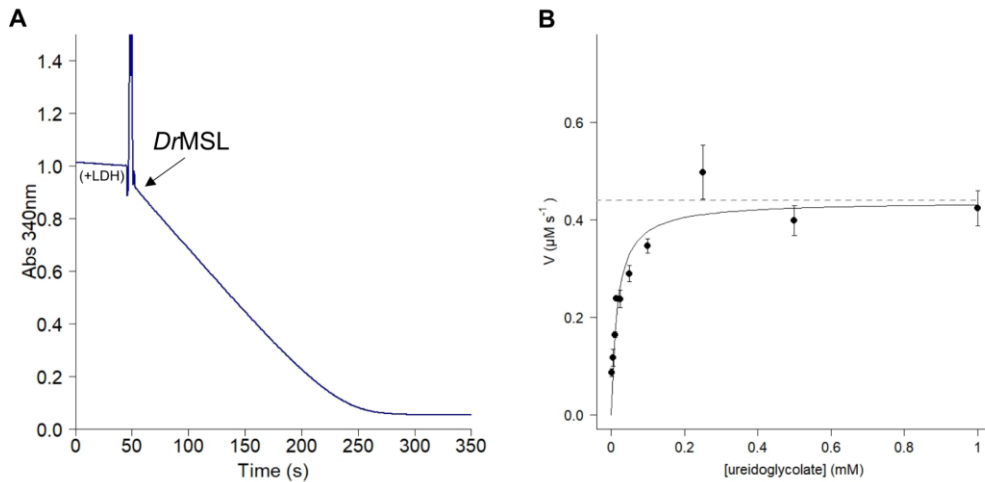 A
Abs 340nm
1.4
1.2
1.0
0.8
0.6
0.4
0.2
0.0
(+LDH)
DrMSL
0 50 100 150 200 250 300 350
Time (s)
B
V (µM s⁻¹)
0.6
0.4
0.2
0.0
0 0.2 0.4 0.6 0.8 1
[ureidoglycolate] (mM)